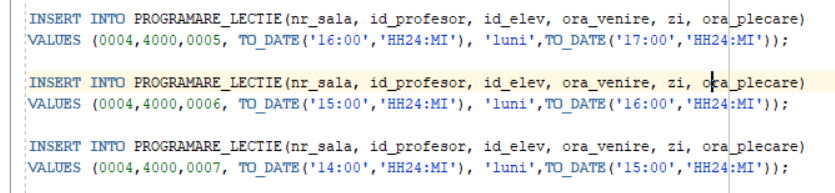 INSERT INTO PROGRAMARE_LECTIE(nr_sala, id_profesor, id_elev, ora_venire, zi, ora_plecare)
VALUES (0004,4000,0005, TO_DATE('16:00','HH24:MI'), 'luni',TO_DATE('17:00','HH24:MI'));
INSERT INTO PROGRAMARE_LECTIE(nr_sala, id_profesor, id_elev, ora_venire, zi, ora_plecare)
VALUES (0004,4000,0006, TO_DATE('15:00','HH24:MI'), 'luni',TO_DATE('16:00','HH24:MI'));
INSERT INTO PROGRAMARE_LECTIE(nr_sala, id_profesor, id_elev, ora_venire, zi, ora_plecare)
VALUES (0004,4000,0007, TO_DATE('14:00','HH24:MI'), 'luni',TO_DATE('15:00','HH24:MI'));